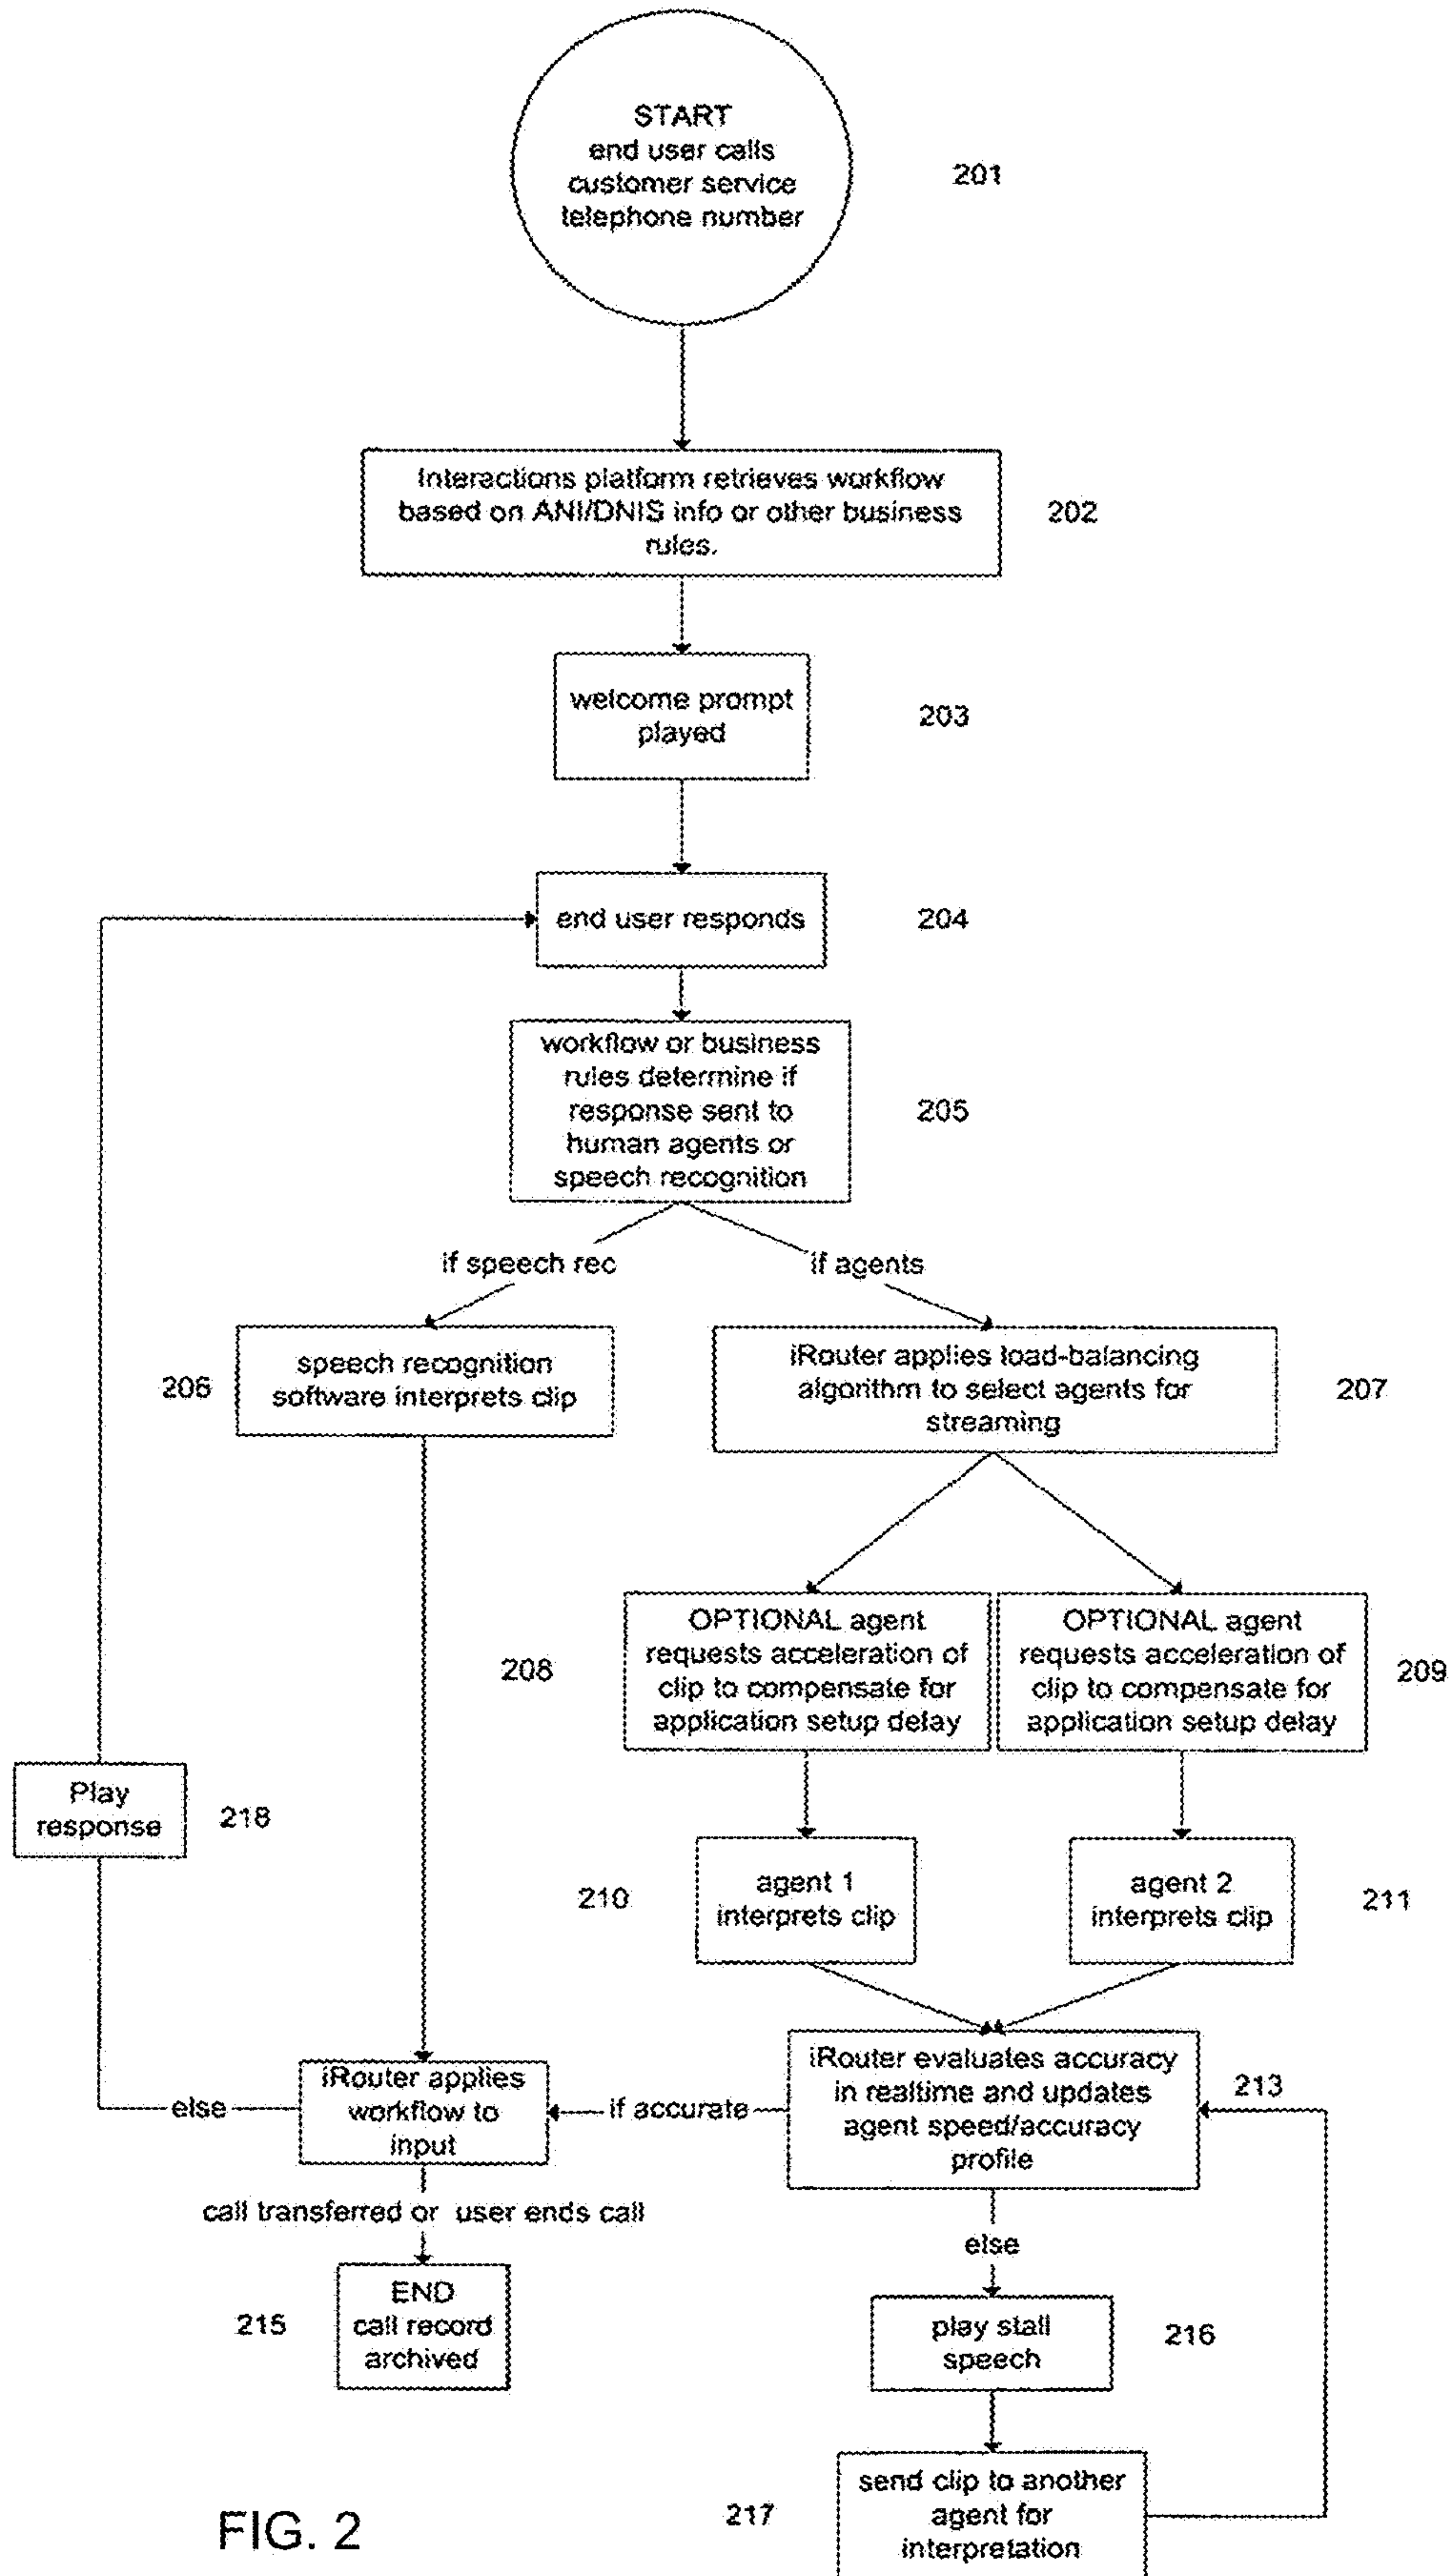 START
end user calls
customer service
telephone number
201
Interactions platform retrieves workflow
based on ANI/DNIS info or other business
rules.
202
welcome prompt
played
203
end user responds
204
workflow or business
rules determine if
response sent to
human agents or
speech recognition
205
if speech rec
if agents
206
speech recognition
software interprets clip
iRouter applies load-balancing
algorithm to select agents for
streaming
207
208
OPTIONAL agent
requests acceleration of
clip to compensate for
application setup delay
OPTIONAL agent
requests acceleration of
clip to compensate for
application setup delay
209
Play
response
218
210
agent 1
interprets clip
agent 2
interprets clip
211
else
iRouter applies
workflow to
input
if accurate
iRouter evaluates accuracy
in realtime and updates
agent speed/accuracy
profile
213
call transferred or user ends call
else
215
END
call record
archived
play stall
speech
216
217
send clip to another
agent for
interpretation
FIG. 2